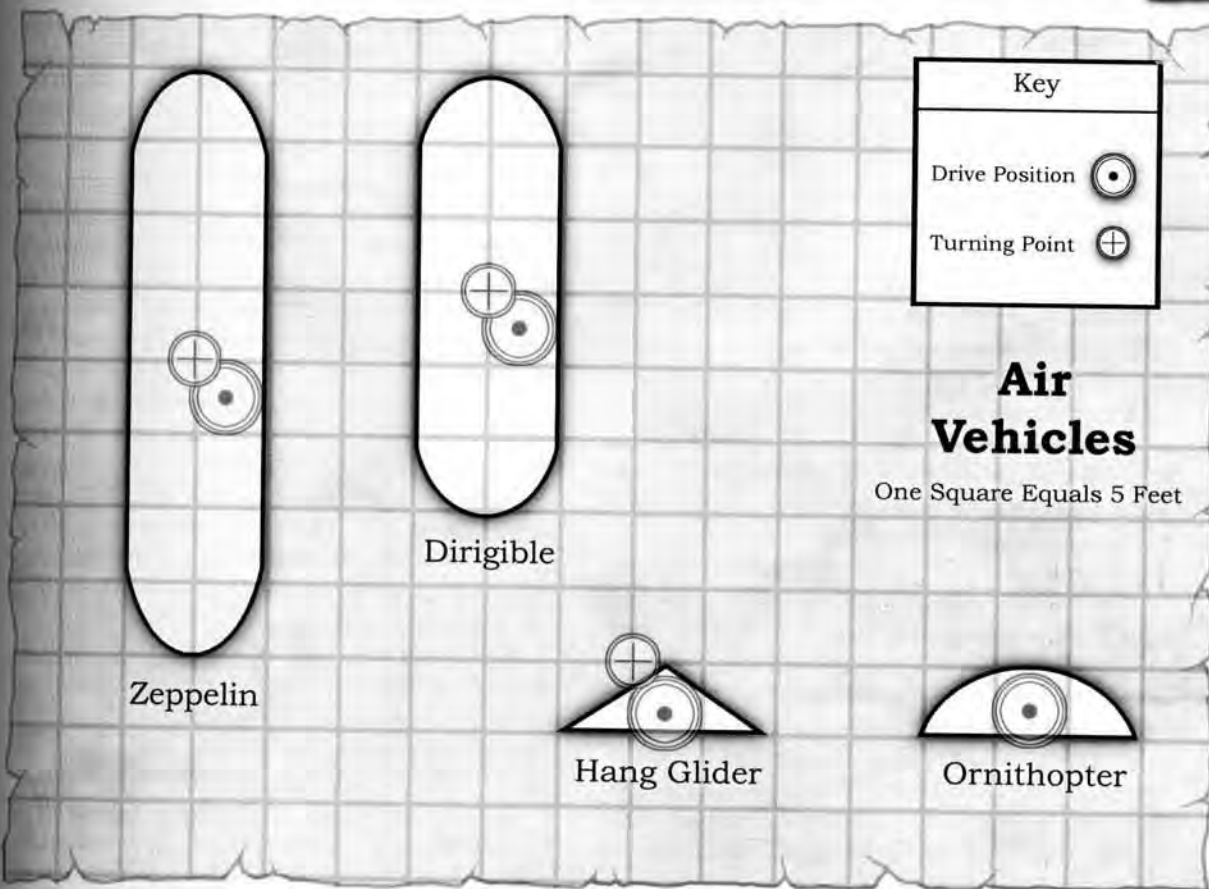 Key
Drive Position
Turning Point
Air
Vehicles
One Square Equals 5 Feet
Zeppelin
Dirigible
Hang Glider
Ornithopter